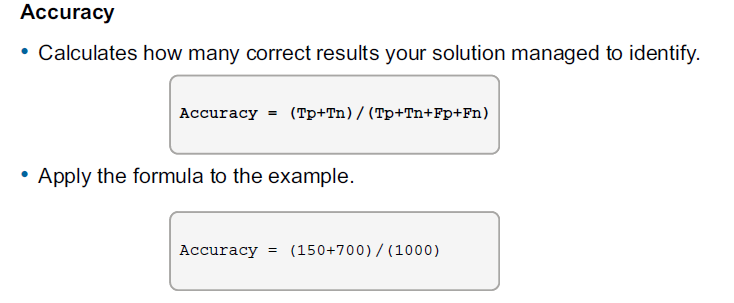 Accuracy
• Calculates how many correct results your solution managed to identify.
Accuracy = (Tp+Tn)/(Tp+Tn+Fp+Fn)
• Apply the formula to the example.
Accuracy = (150+700)/(1000)